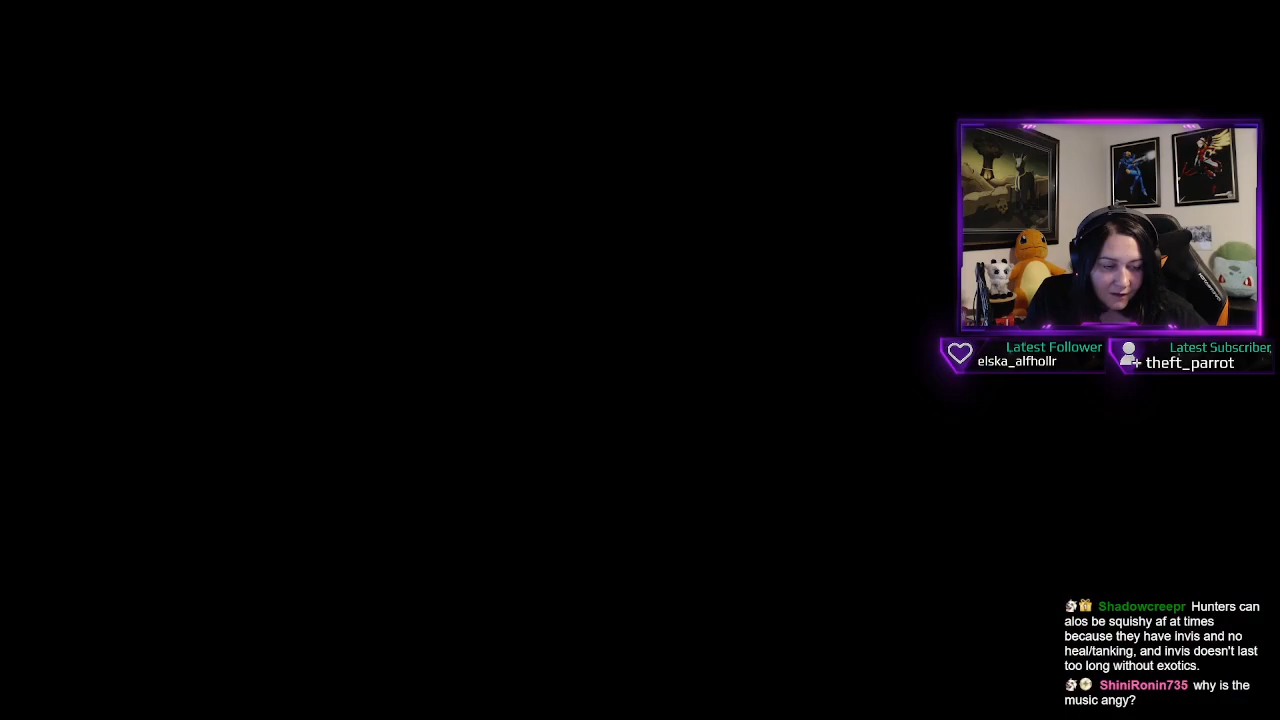 Latest Follower
elska_alfhollr
Latest Subscriber
theft_parrot
Shadowcreepr Hunters can
alos be squishy af at times
because they have invis and no
heal/tanking, and invis doesn't last
too long without exotics.
ShiniRonin735 why is the
music angy?